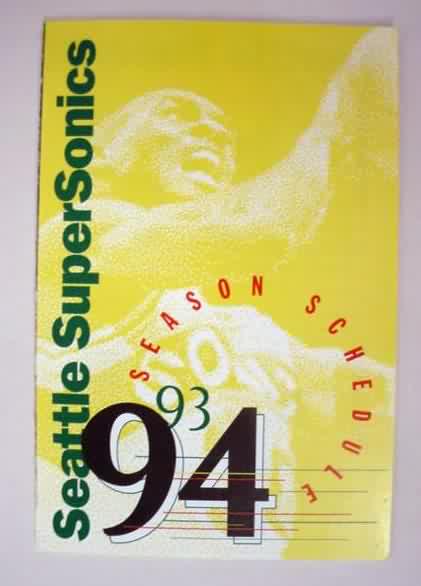 Seattle SuperSonics
SEASON SCHEDULE
93
94